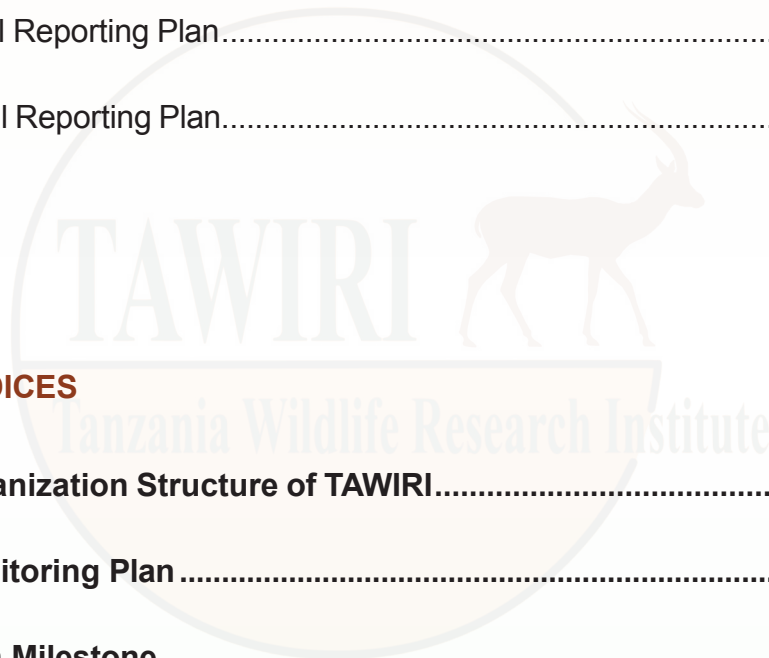 l Reporting Plan
l Reporting Plan
TAWIRI
DICES
Tanzania Wildlife Research Institute
anization Structure of TAWIRI
itoring Plan
Milestone